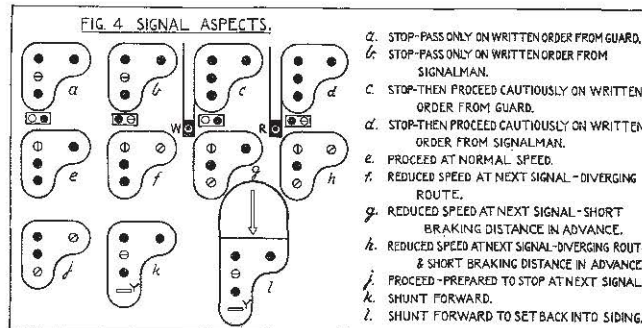 FIG. 4 SIGNAL ASPECTS.
a
b
c
d
W
R
e
f
g
h
j
k
Y
l
Y
a. STOP-PASS ONLY ON WRITTEN ORDER FROM GUARD.
b. STOP-PASS ONLY ON WRITTEN ORDER FROM
SIGNALMAN.
c STOP-THEN PROCEED CAUTIOUSLY ON WRITTEN
ORDER FROM GUARD.
d. STOP-THEN PROCEED CAUTIOUSLY ON WRITTEN
ORDER FROM SIGNALMAN.
e. PROCEED AT NORMAL SPEED.
f. REDUCED SPEED AT NEXT SIGNAL-DIVERGING
ROUTE.
g. REDUCED SPEED AT NEXT SIGNAL-SHORT
BRAKING DISTANCE IN ADVANCE.
h. REDUCED SPEED AT NEXT SIGNAL-DIVERGING ROUT
& SHORT BRAKING DISTANCE IN ADVANCE
j. PROCEED-PREPARED TO STOP AT NEXT SIGNAL
k. SHUNT FORWARD.
l. SHUNT FORWARD TO SET BACK INTO SIDING.